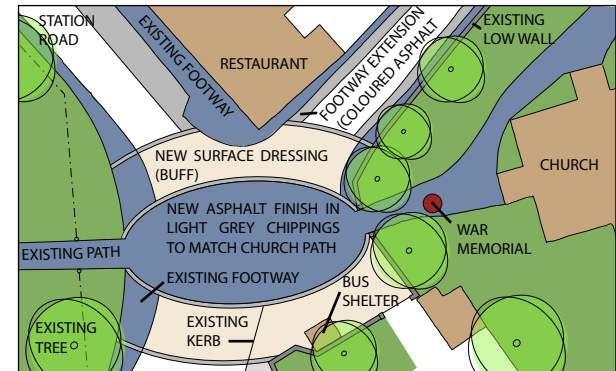 STATION
ROAD
EXISTING FOOTWAY
RESTAURANT
FOOTWAY EXTENSION
(COLOURED ASPHALT
EXISTING
LOW WALL
NEW SURFACE DRESSING
(BUFF)
CHURCH
NEW ASPHALT FINISH IN
LIGHT GREY CHIPPINGS
TO MATCH CHURCH PATH
WAR
MEMORIAL
EXISTING PATH
EXISTING FOOTWAY
BUS
SHELTER
EXISTING
KERB
EXISTING
TREE